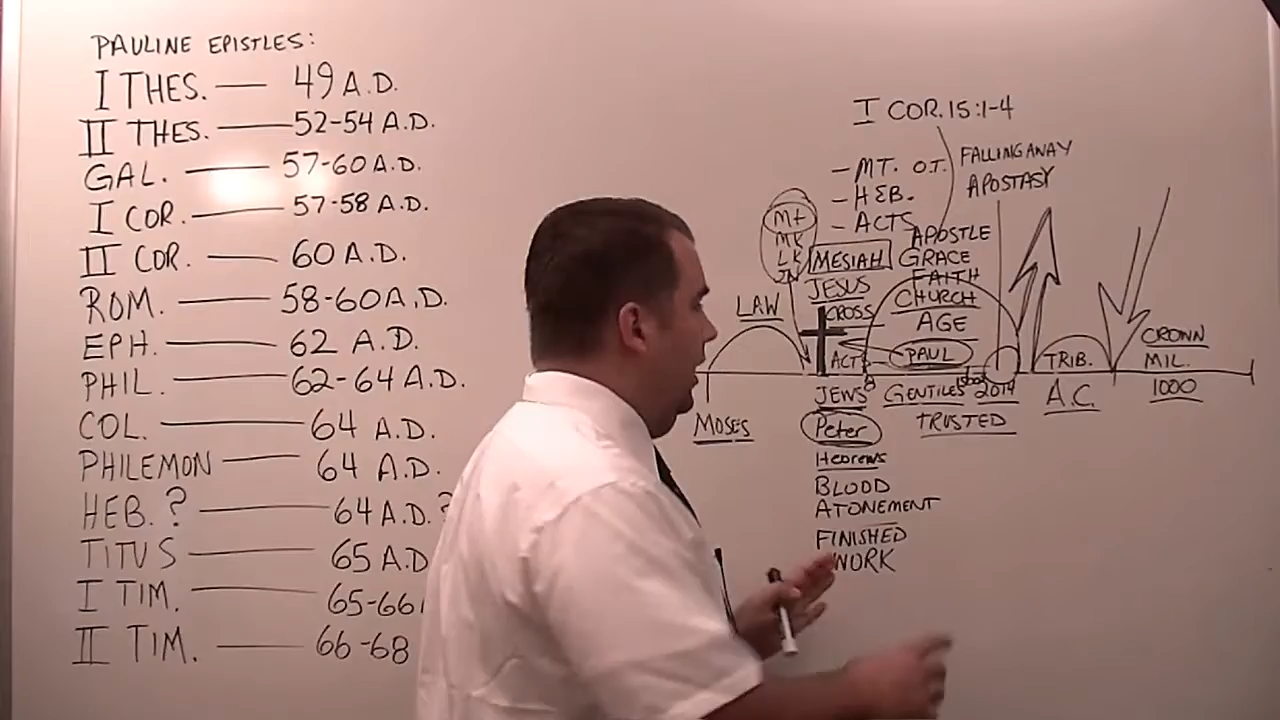 PAULINE EPISTLES:
I THES. — 49 A.D.
II THES. — 52-54 A.D.
GAL. — 57-60 A.D.
I COR. — 57-58 A.D.
II COR. — 60 A.D.
ROM. — 58-60 A.D.
EPH. — 62 A.D.
PHIL. — 62-64 A.D.
COL. — 64 A.D.
PHILEMON — 64 A.D.
HEB. ? — 64 A.D. ?
TITUS — 65 A.D
I TIM. — 65-66
II TIM. — 66-68
I COR. 15:1-4
- MT. O.T.
- HEB.
- ACTS
FALLING AWAY
APOSTASY
Mt
MK
LK
JN
MESIAH
JESUS
CROSS
ACTS
APOSTLE
GRACE
FAITH
CHURCH
AGE
PAUL
LAW
MOSES
JEWS
Peter
Hebrews
BLOOD
ATONEMENT
FINISHED
WORK
GENTILES
2014
TRUSTED
TRIB.
A.C.
CROWN
MIL.
1000